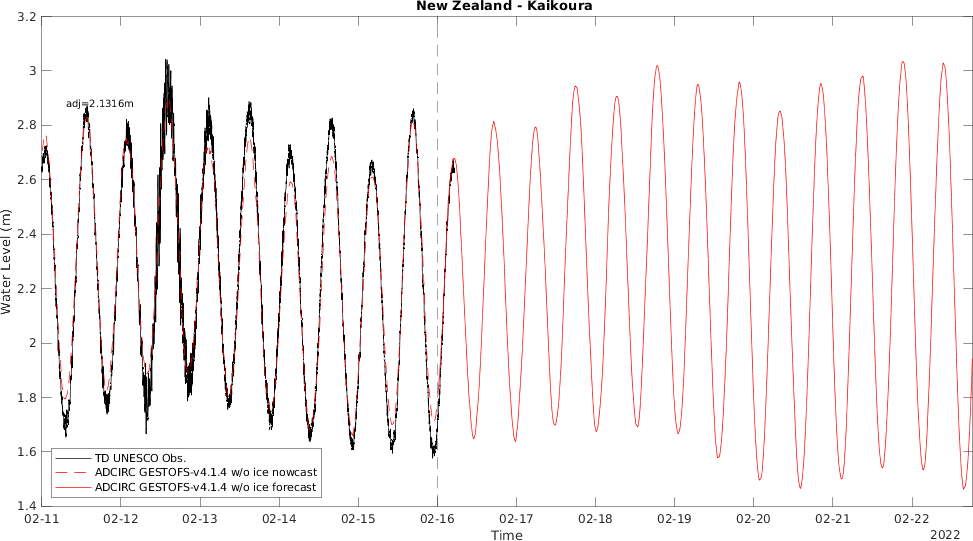 New Zealand - Kaikoura
3.2
3
2.8
2.6
2.4
2.2
2
1.8
1.6
1.4
Water Level (m)
adj=2.1316m
TD UNESCO Obs.
ADCIRC GESTOFS-v4.1.4 w/o ice nowcast
ADCIRC GESTOFS-v4.1.4 w/o ice forecast
02-11 02-12 02-13 02-14 02-15 02-16 02-17 02-18 02-19 02-20 02-21 02-22
Time
2022